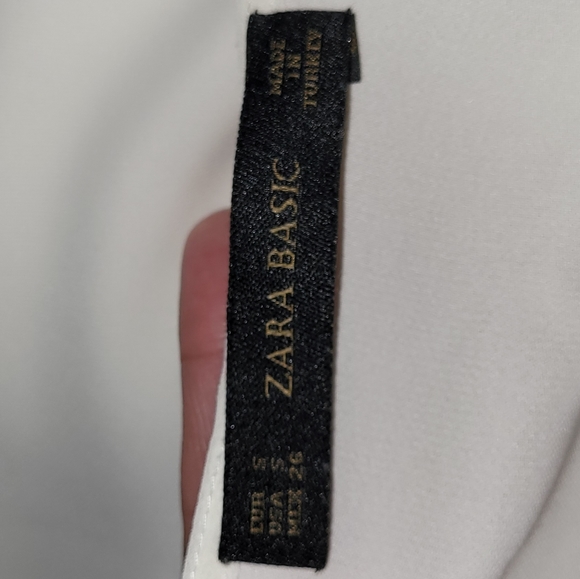 MADE
IN
TURKEY
ZARA BASIC
EUR S
USA S
MEX 26